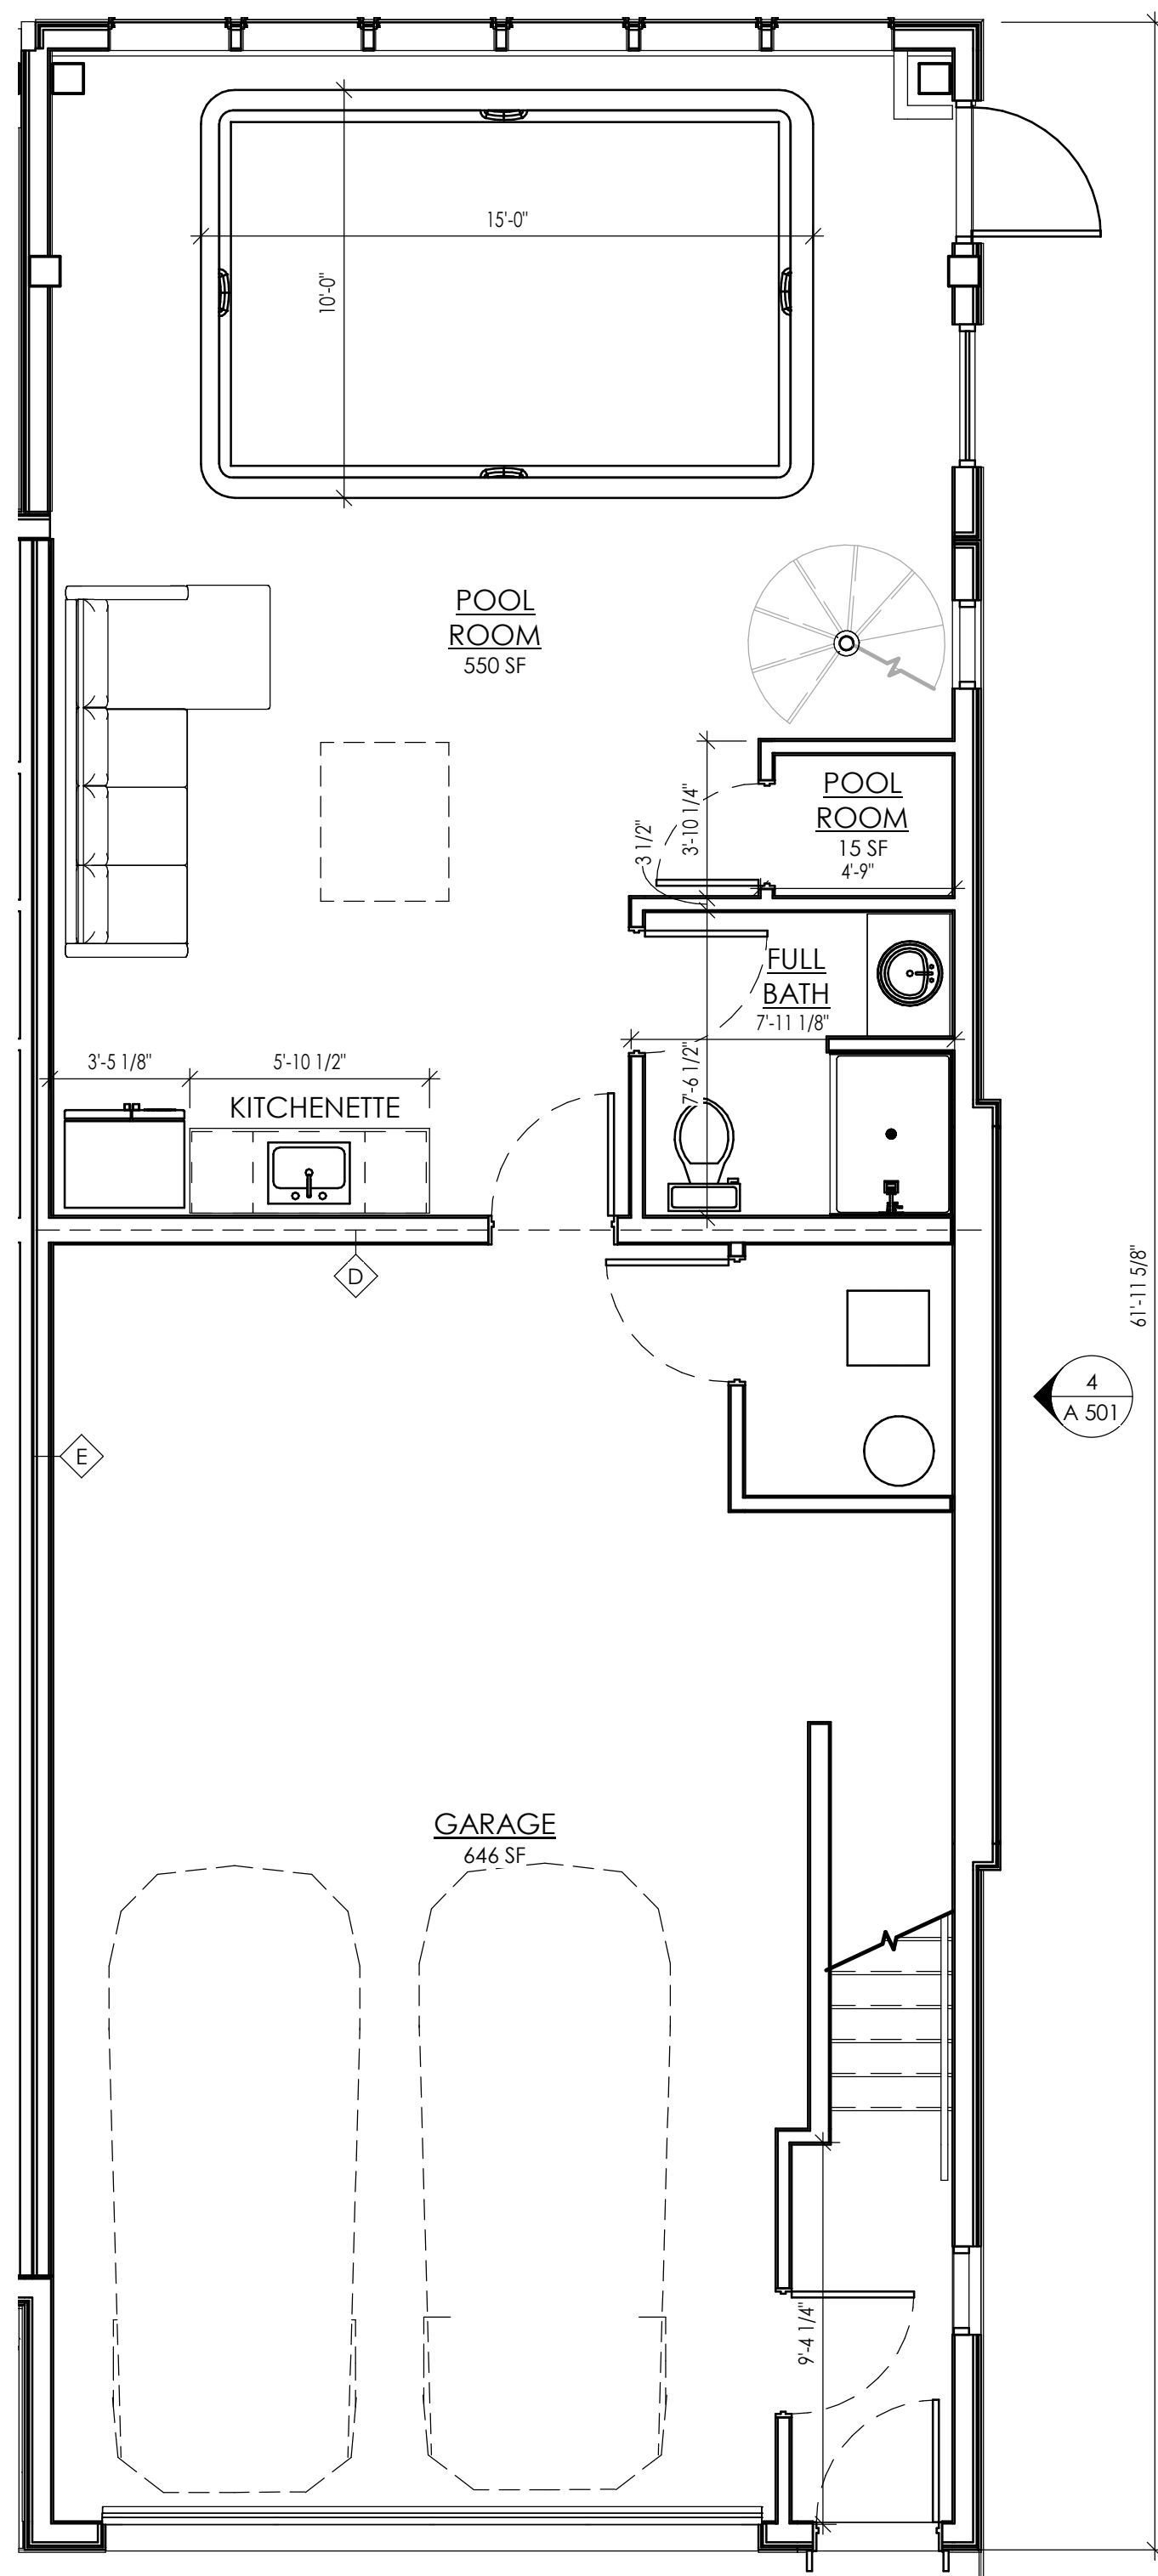 15'-0"
10'-0"
POOL
ROOM
550 SF
POOL
ROOM
15 SF
4'-9"
3'-10 1/4"
3 1/2"
FULL
BATH
7'-11 1/8"
7'-6 1/2"
3'-5 1/8"
5'-10 1/2"
KITCHENETTE
D
61'-11 5/8"
4
A 501
E
GARAGE
646 SF
9'-4 1/4"